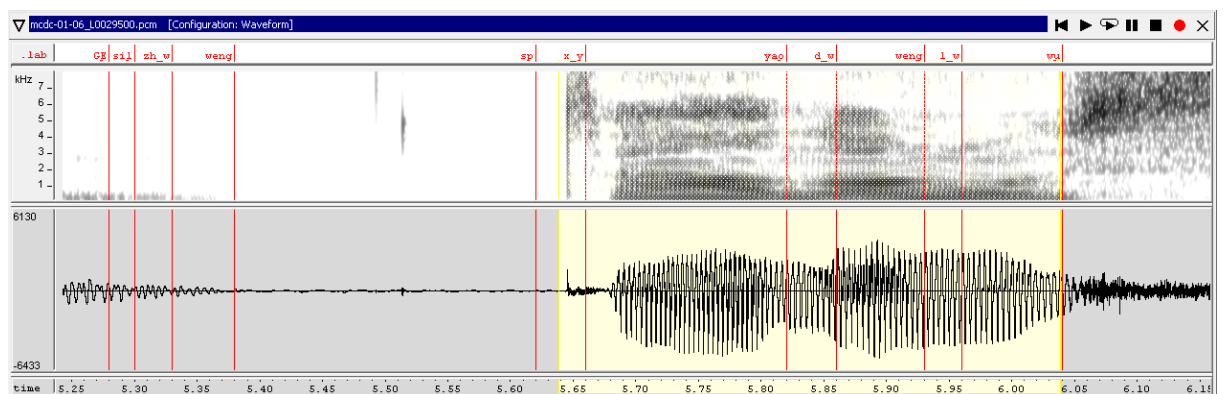 mcdc-01-06_L0029500.pcm [Configuration: Waveform]
.lab GE sil zh_w weng sp x_y yao d_w weng l_w wu
kHz 7
6
5
4
3
2
1
6130
-6433
time 5.25 5.30 5.35 5.40 5.45 5.50 5.55 5.60 5.65 5.70 5.75 5.80 5.85 5.90 5.95 6.00 6.05 6.10